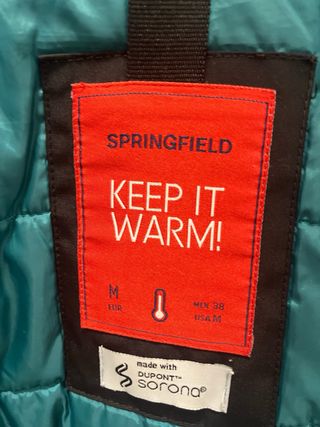 SPRINGFIELD
KEEP IT
WARM!
M
EUR
MEX 38
USA M
made with
DUPONT™
sorona®